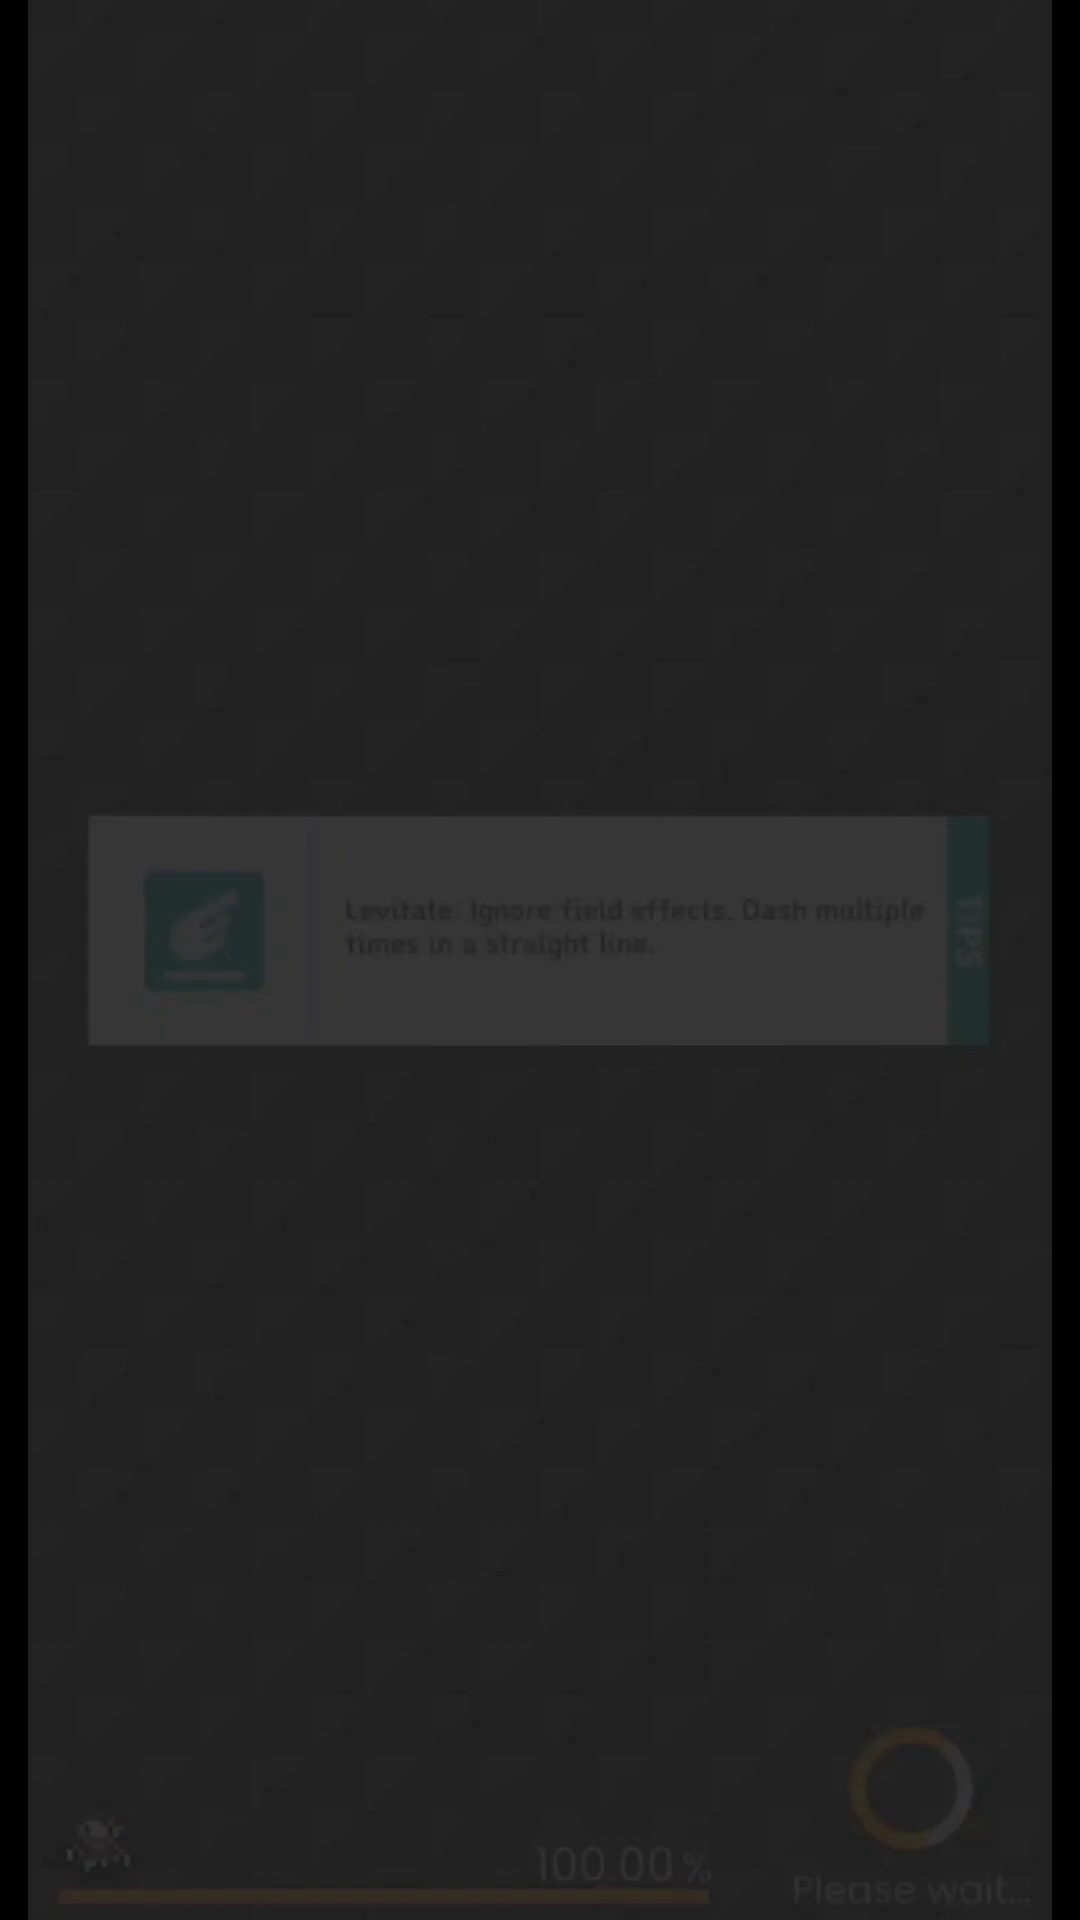 Levitate: Ignore field effects. Dash multiple
times in a straight line.
TIPS
100.00 %
Please wait...